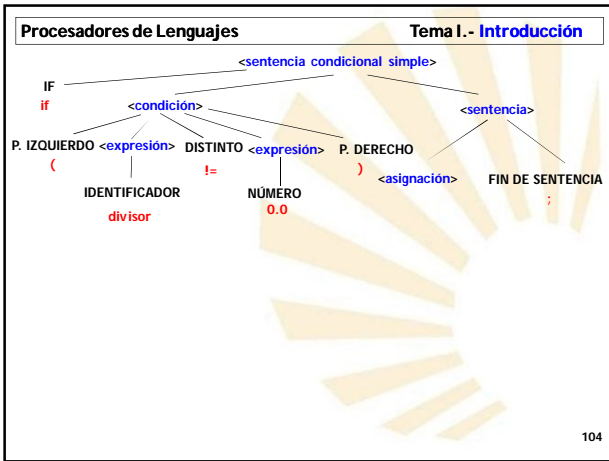 Procesadores de Lenguajes Tema I.- Introducción
<sentencia condicional simple>
IF
if
<condición> <sentencia>
P. IZQUIERDO <expresión> DISTINTO <expresión> P. DERECHO
( != )
<asignación> FIN DE SENTENCIA
;
IDENTIFICADOR NÚMERO
divisor 0.0
104